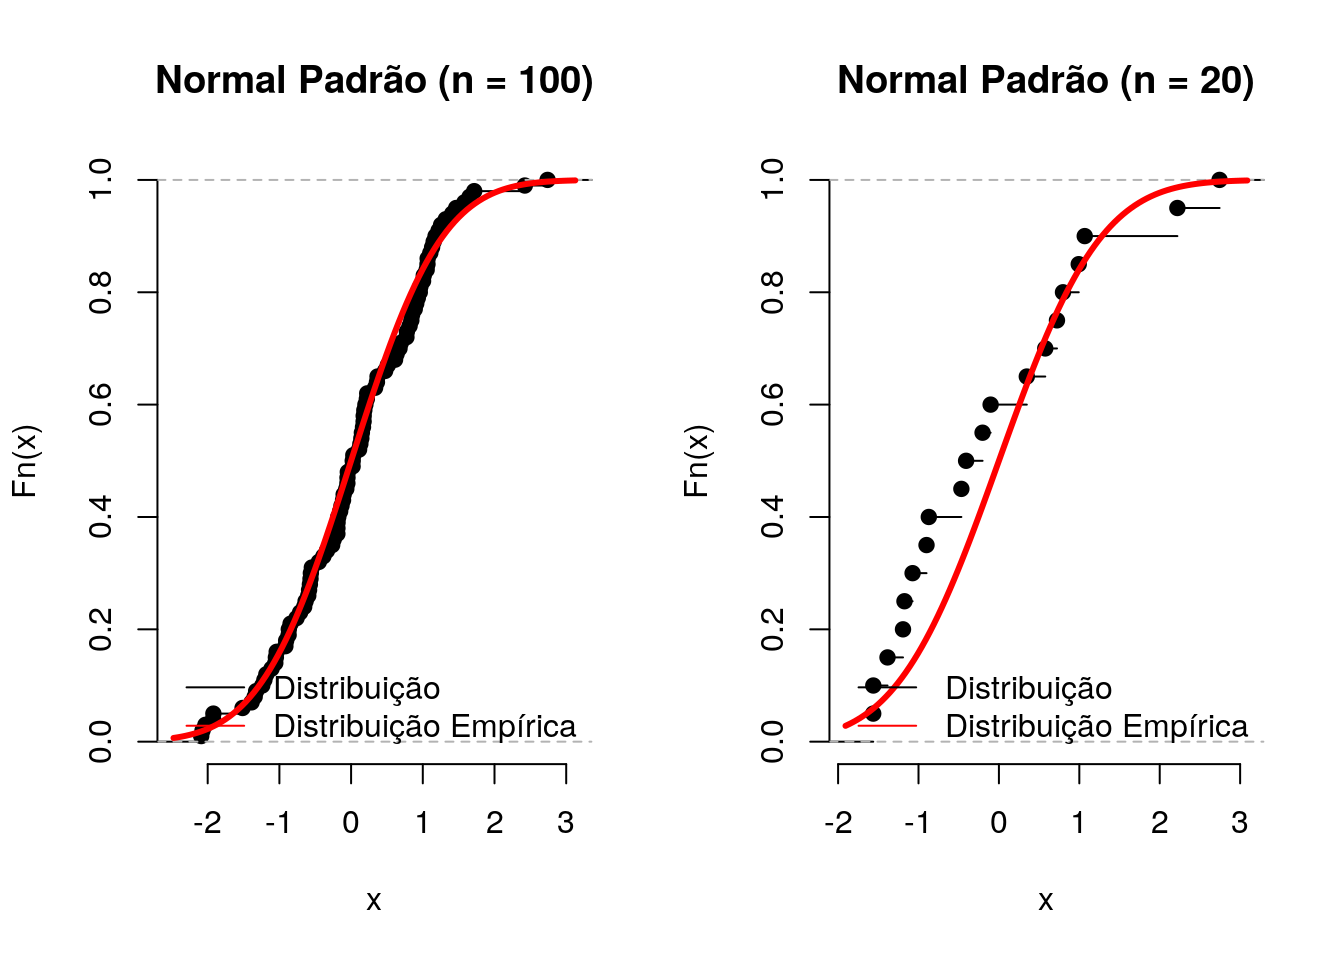 Normal Padrão (n = 100)
Fn(x)
1.0
0.8
0.6
0.4
0.2
0.0
Distribuição
Distribuição Empírica
-2 -1 0 1 2 3
x
Normal Padrão (n = 20)
Fn(x)
1.0
0.8
0.6
0.4
0.2
0.0
Distribuição
Distribuição Empírica
-2 -1 0 1 2 3
x